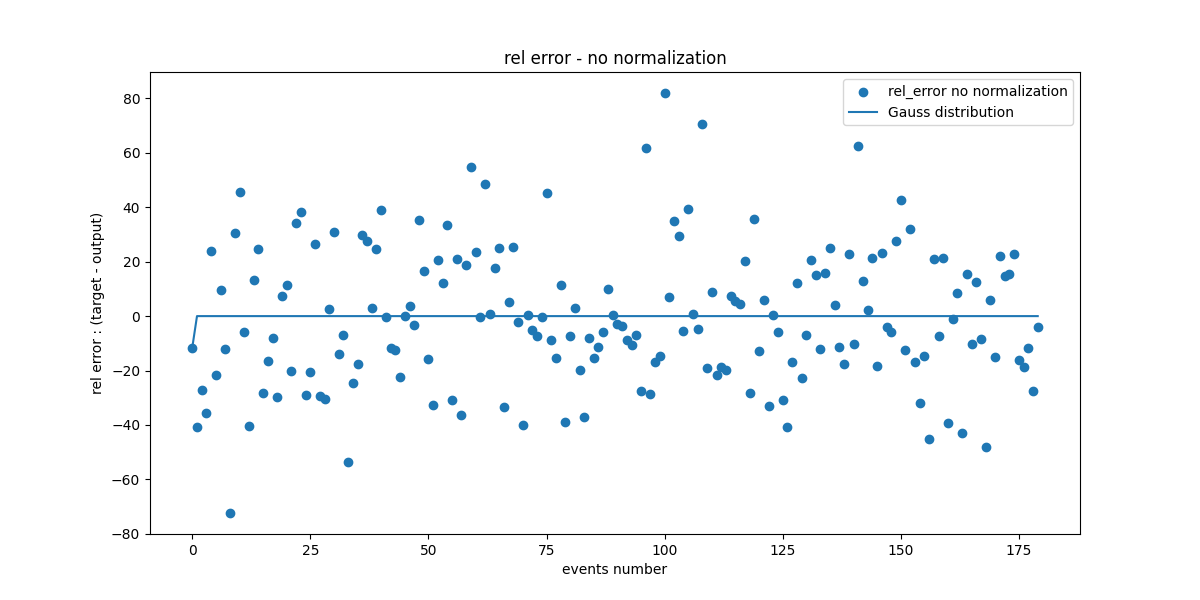 rel error - no normalization
rel_error no normalization
Gauss distribution
rel error : (target - output)
80
60
40
20
0
−20
−40
−60
−80
0 25 50 75 100 125 150 175
events number